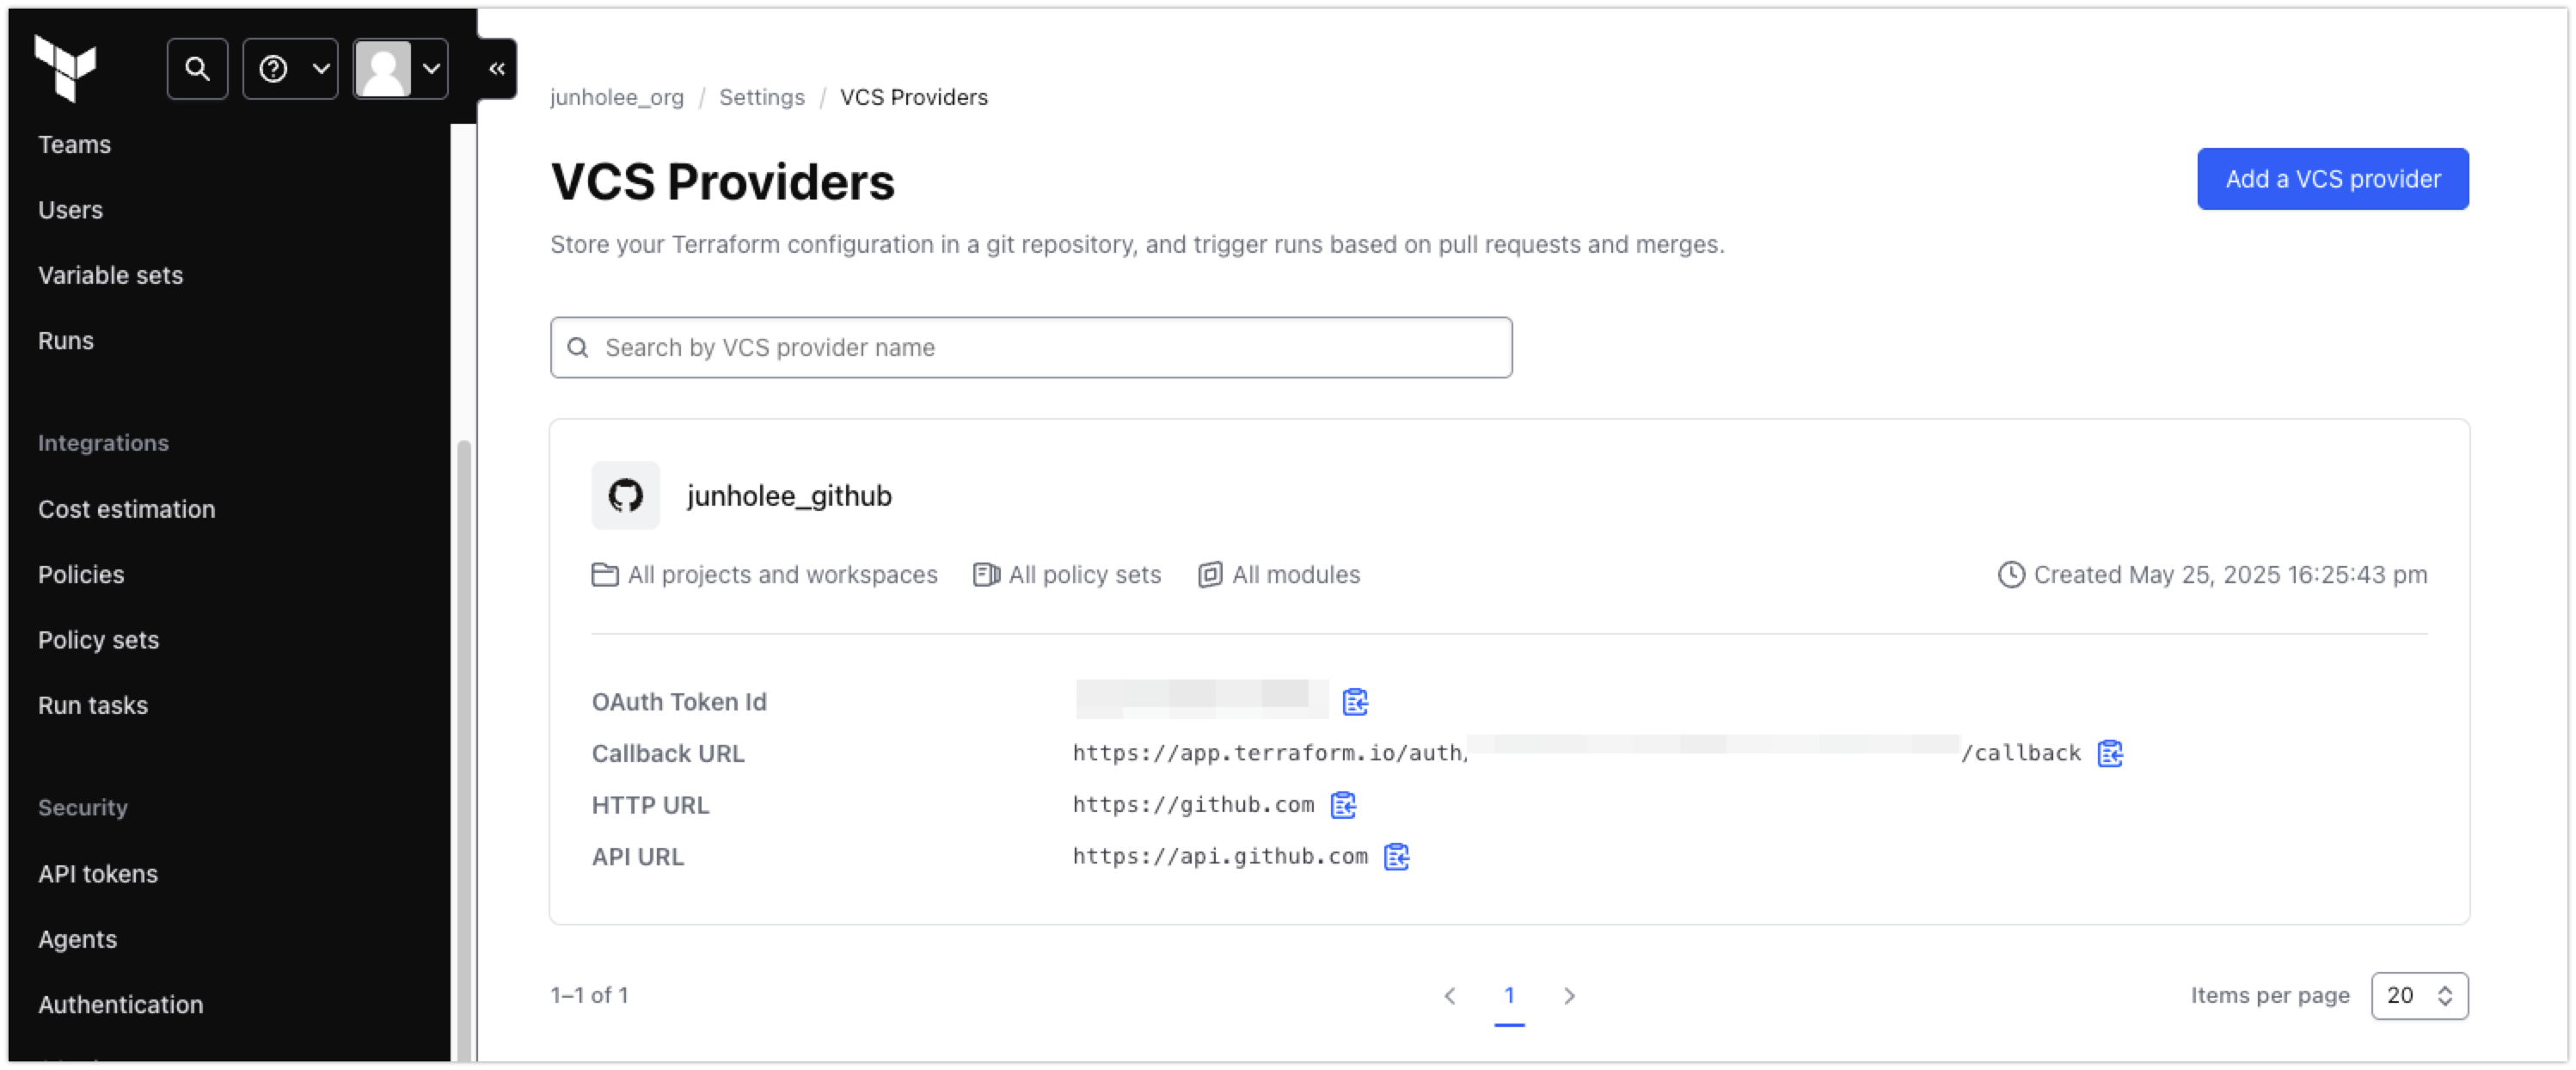 Teams
Users
Variable sets
Runs
Integrations
Cost estimation
Policies
Policy sets
Run tasks
Security
API tokens
Agents
Authentication
junholee_org / Settings / VCS Providers
VCS Providers
Add a VCS provider
Store your Terraform configuration in a git repository, and trigger runs based on pull requests and merges.
Search by VCS provider name
junholee_github
All projects and workspaces All policy sets All modules Created May 25, 2025 16:25:43 pm
OAuth Token Id
Callback URL https://app.terraform.io/auth/ /callback
HTTP URL https://github.com
API URL https://api.github.com
1–1 of 1 1 Items per page 20